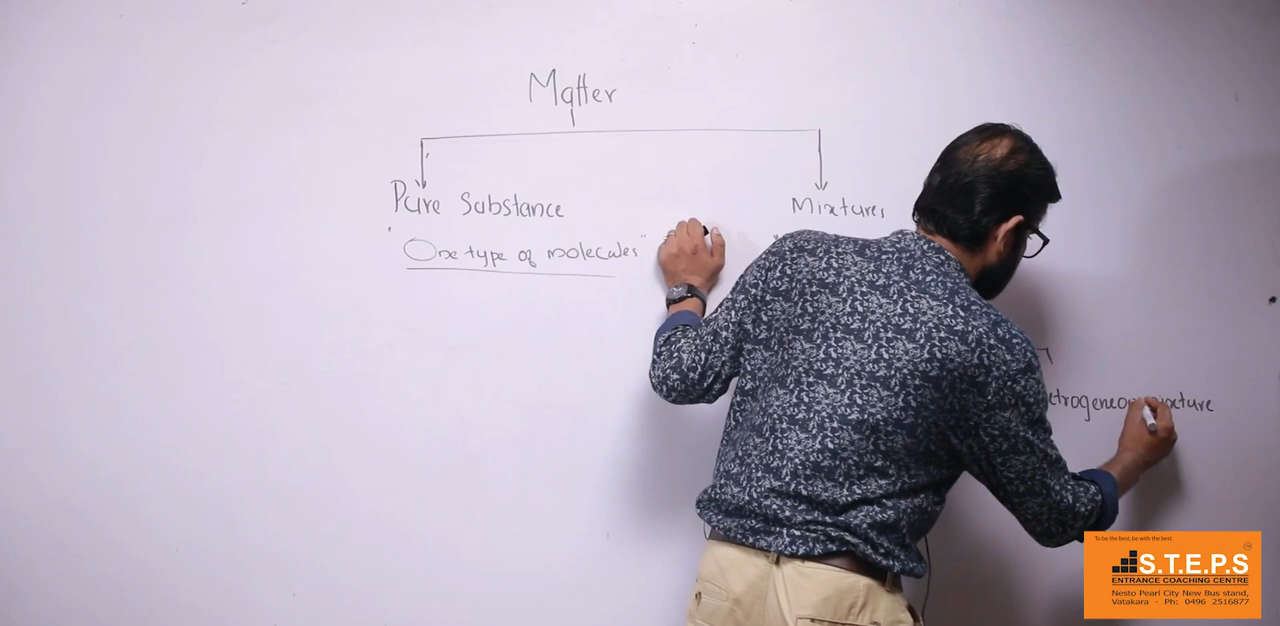 Matter
Pure Substance
Mixtures
"One type of molecules"
To be the best, be with the best.
S.T.E.P.S
ENTRANCE COACHING CENTRE
Nesto Pearl City New Bus stand,
Vatakara - Ph: 0496 2516877